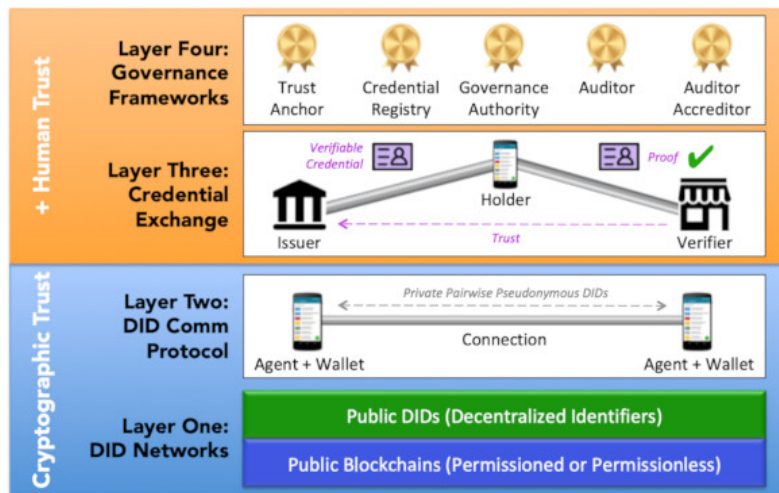 + Human Trust
Layer Four:
Governance
Frameworks
Trust
Anchor
Credential
Registry
Governance
Authority
Auditor
Auditor
Accreditor
Layer Three:
Credential
Exchange
Verifiable
Credential
Proof
Holder
Issuer
Trust
Verifier
Cryptographic Trust
Layer Two:
DID Comm
Protocol
Private Pairwise Pseudonymous DIDs
Connection
Agent + Wallet
Agent + Wallet
Layer One:
DID Networks
Public DIDs (Decentralized Identifiers)
Public Blockchains (Permissioned or Permissionless)